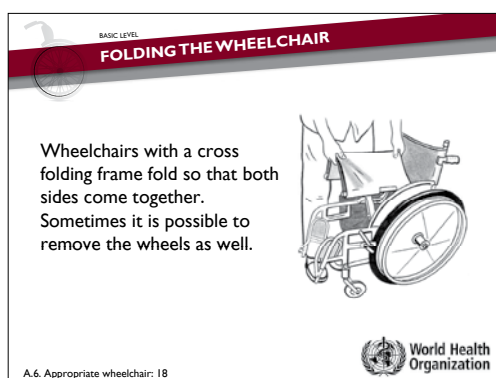 BASIC LEVEL
FOLDING THE WHEELCHAIR
Wheelchairs with a cross
folding frame fold so that both
sides come together.
Sometimes it is possible to
remove the wheels as well.
World Health
Organization
A.6. Appropriate wheelchair: 18